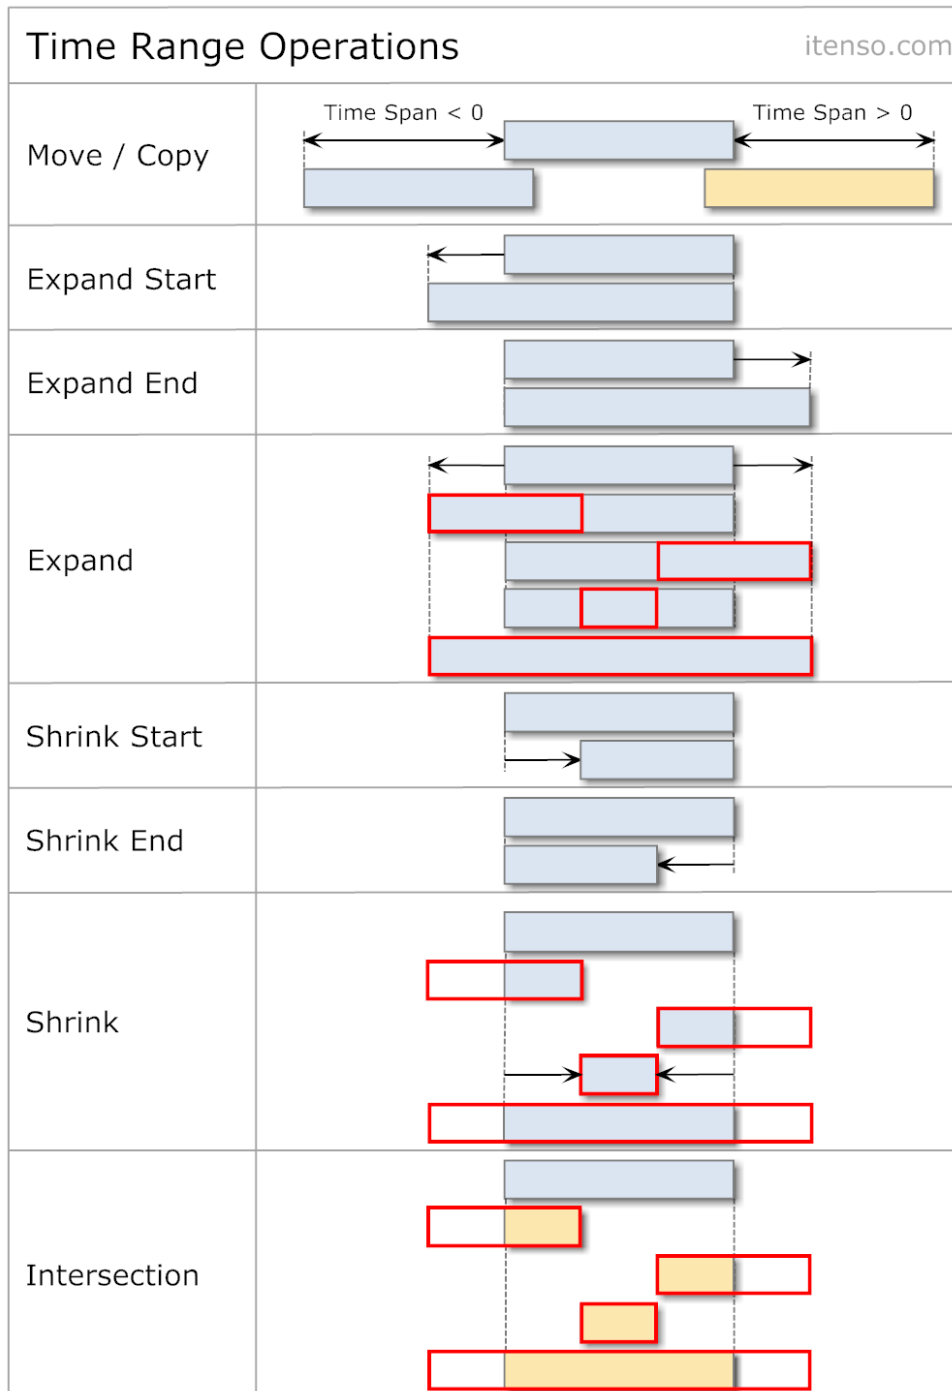 Time Range Operations
itenso.com
Move / Copy
Time Span < 0
Time Span > 0
Expand Start
Expand End
Expand
Shrink Start
Shrink End
Shrink
Intersection